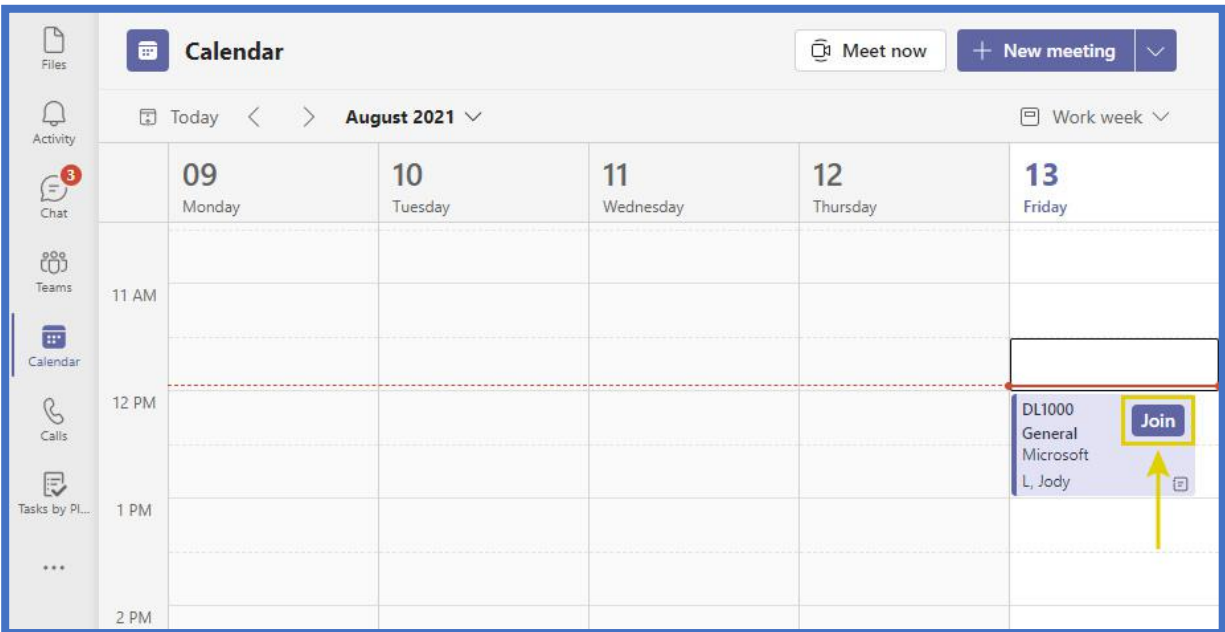 Files
Activity
3
Chat
Teams
Calendar
Calls
Tasks by Pl...
Calendar
Meet now
New meeting
Today
August 2021
Work week
09
Monday
10
Tuesday
11
Wednesday
12
Thursday
13
Friday
11 AM
12 PM
1 PM
2 PM
DL1000
General
Microsoft
L, Jody
Join